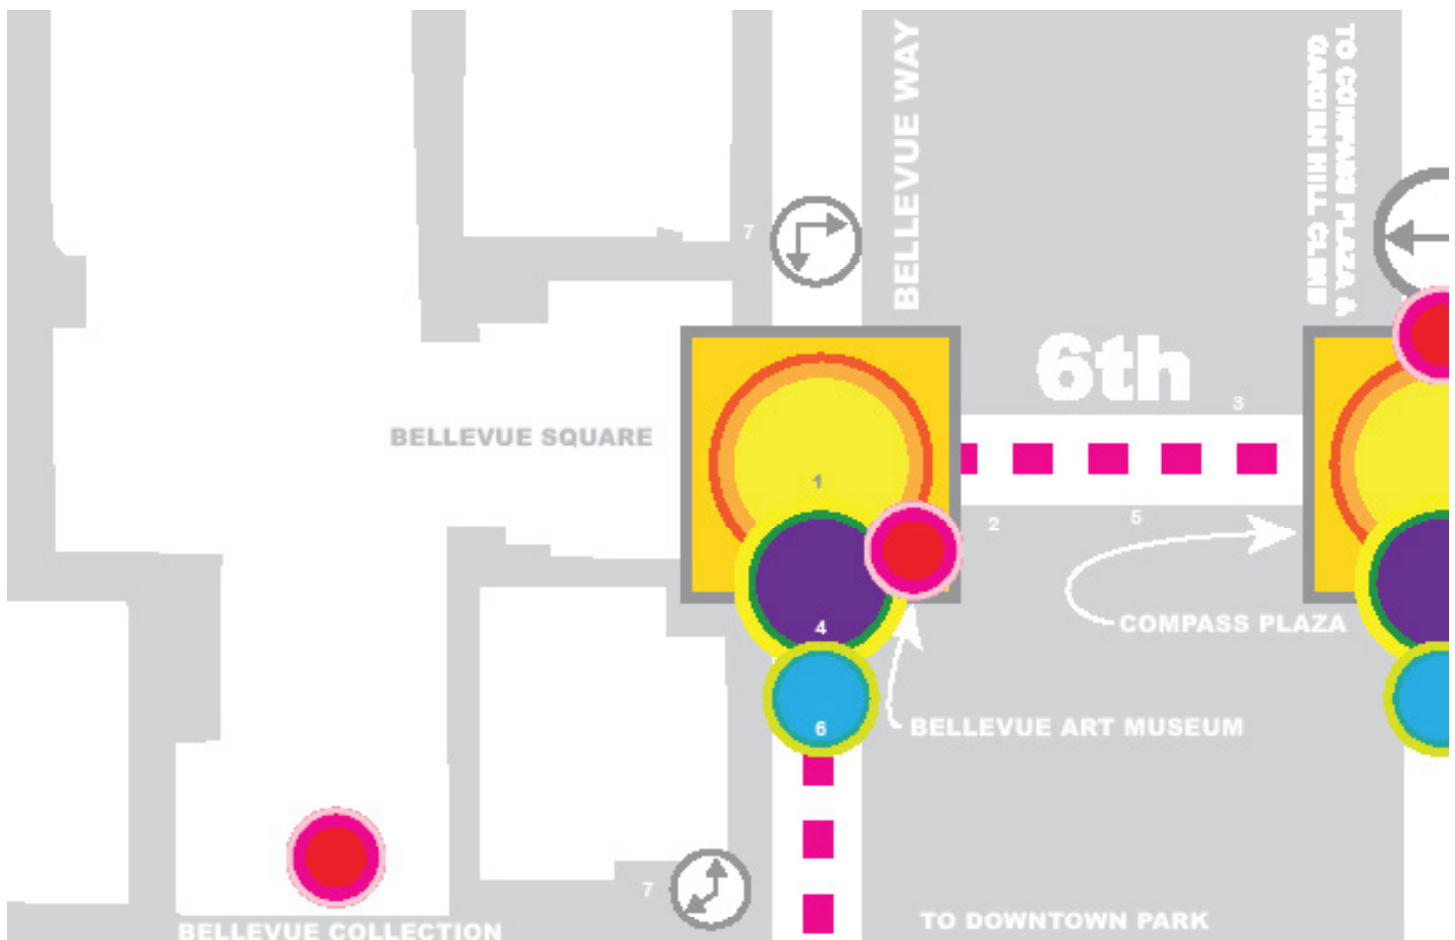 BELLEVUE WAY
TO COMPASS PLAZA &
GARDEN HILL CLIMB
7
6th
3
BELLEVUE SQUARE
1
2
5
4
COMPASS PLAZA
6
BELLEVUE ART MUSEUM
7
TO DOWNTOWN PARK
BELLEVUE COLLECTION